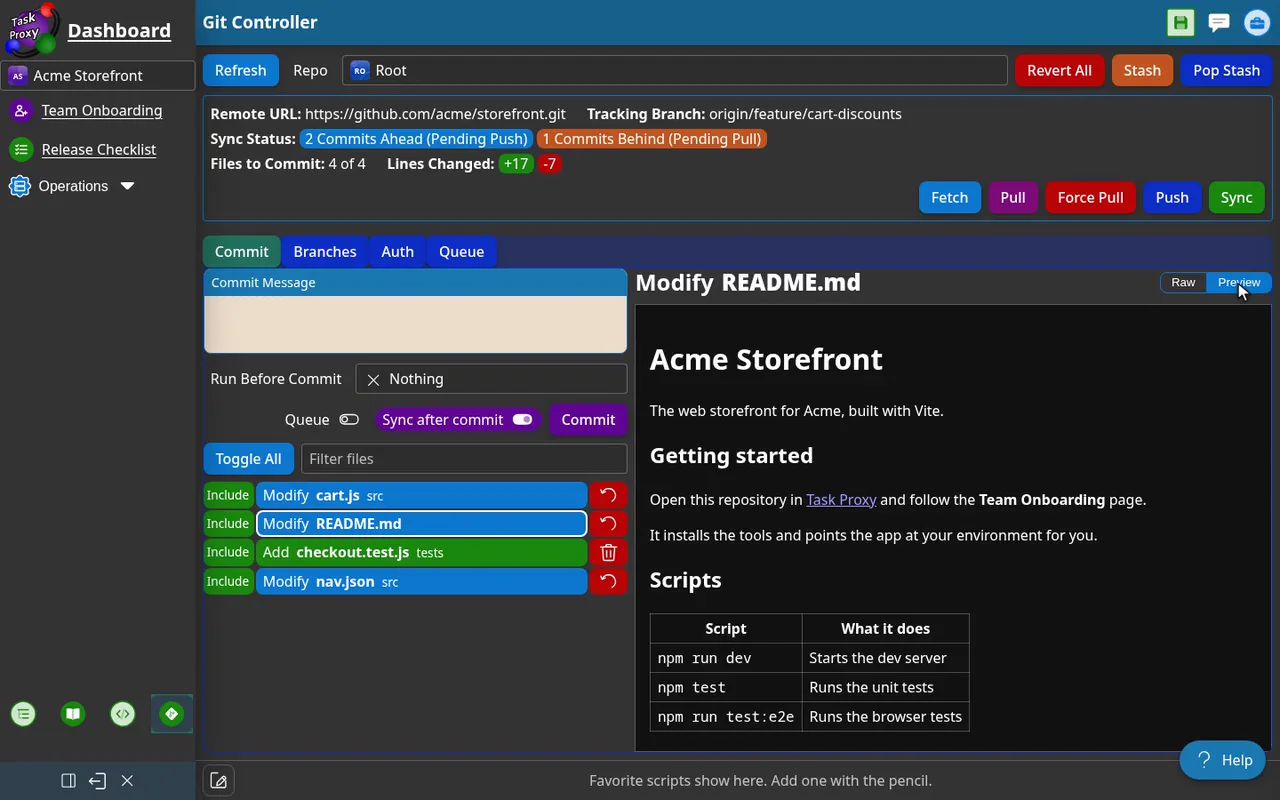 Task Proxy
Dashboard
Git Controller
AS Acme Storefront
Team Onboarding
Release Checklist
Operations
Refresh Repo RO Root Revert All Stash Pop Stash
Remote URL: https://github.com/acme/storefront.git Tracking Branch: origin/feature/cart-discounts
Sync Status: 2 Commits Ahead (Pending Push) 1 Commits Behind (Pending Pull)
Files to Commit: 4 of 4 Lines Changed: +17 -7
Fetch Pull Force Pull Push Sync
Commit Branches Auth Queue
Commit Message
Run Before Commit Nothing
Queue Sync after commit Commit
Toggle All Filter files
Include Modify cart.js src
Include Modify README.md
Include Add checkout.test.js tests
Include Modify nav.json src
Modify README.md Raw Preview
Acme Storefront
The web storefront for Acme, built with Vite.
Getting started
Open this repository in Task Proxy and follow the Team Onboarding page.
It installs the tools and points the app at your environment for you.
Scripts
Script What it does
npm run dev Starts the dev server
npm test Runs the unit tests
npm run test:e2e Runs the browser tests
Favorite scripts show here. Add one with the pencil.
? Help